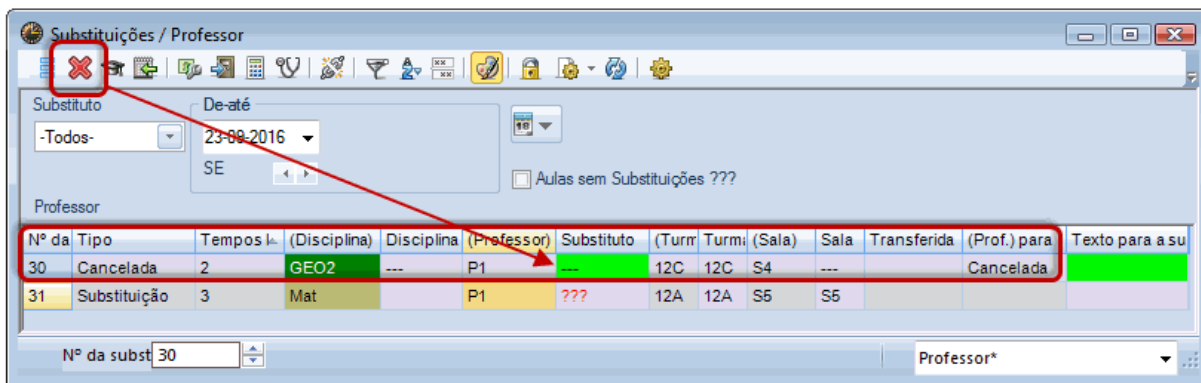 Substituições / Professor
Substituto
De-até
-Todos-
23-09-2016
SE
Aulas sem Substituições ???
Professor
Nº da Tipo Tempos l (Disciplina) Disciplina (Professor) Substituto (Turm Turma (Sala) Sala Transferida (Prof.) para Texto para a su
30 Cancelada 2 GEO2 --- P1 --- 12C 12C S4 --- Cancelada
31 Substituição 3 Mat P1 ??? 12A 12A S5 S5
Nº da subst 30
Professor*